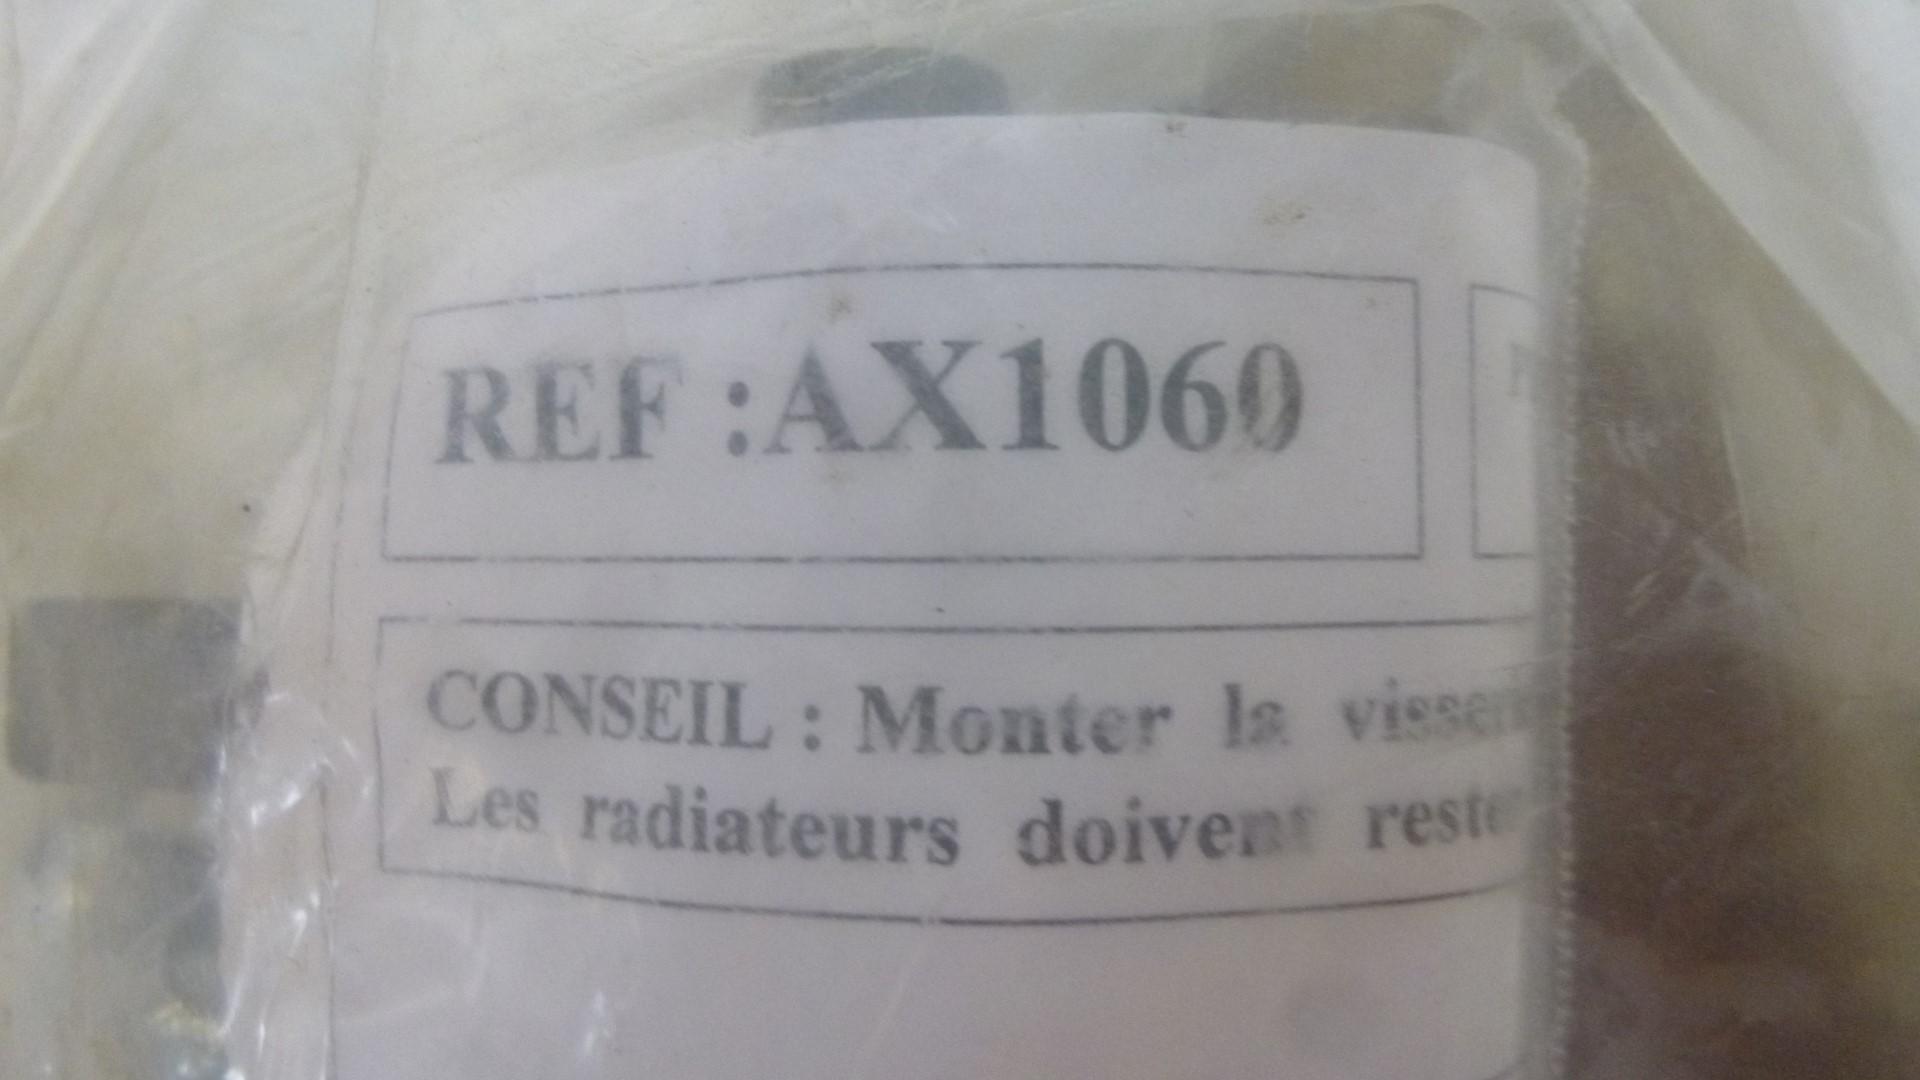 REF :AX1060
CONSEIL : Monter la
Les radiateurs doivent